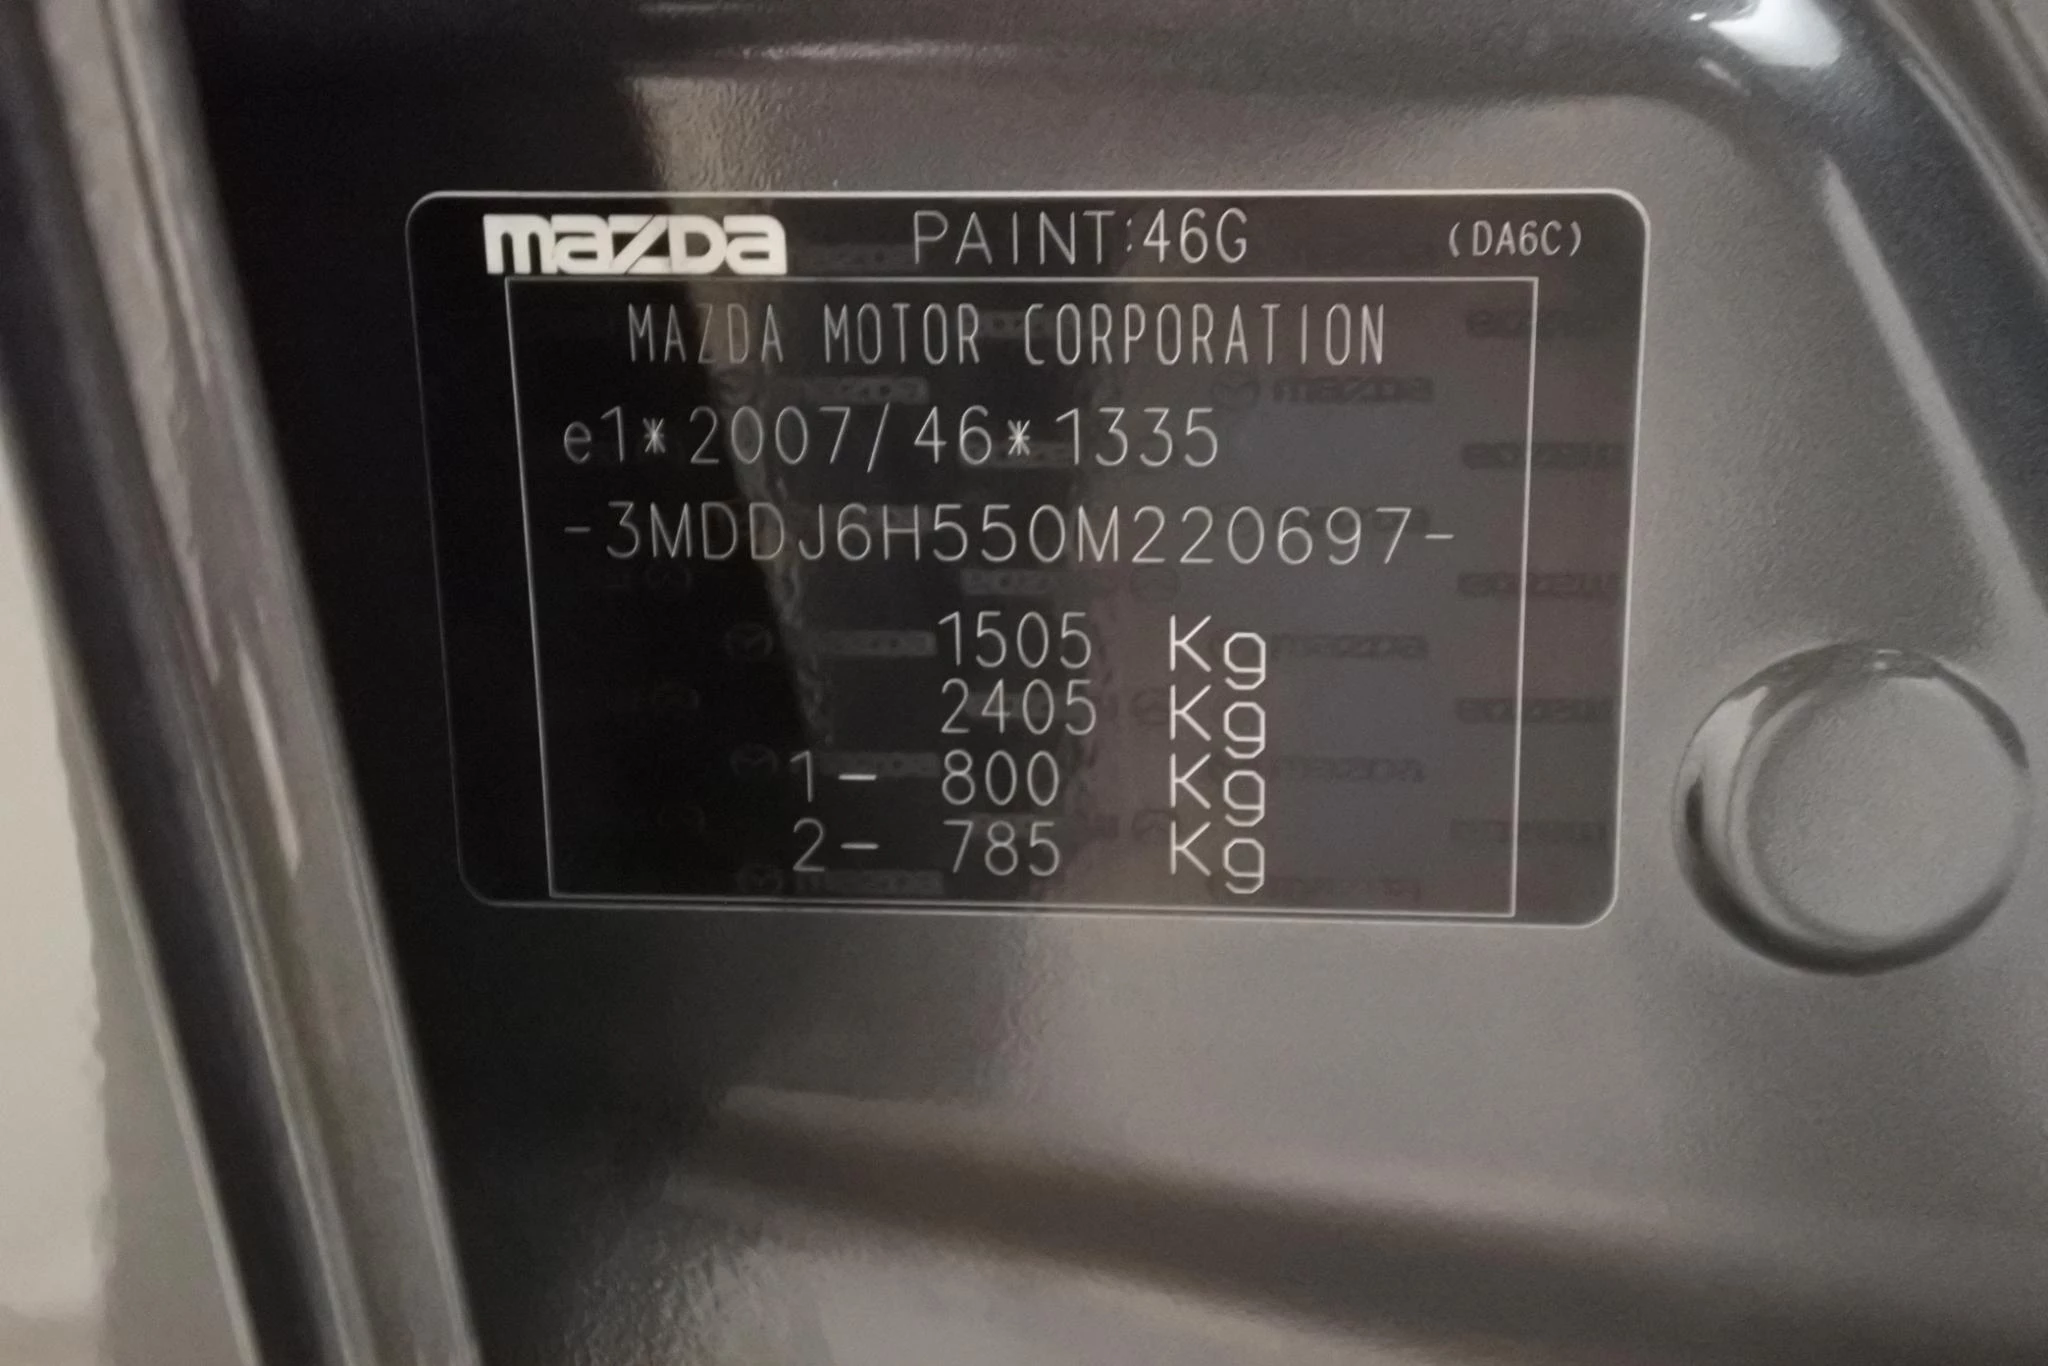 mazda PAINT:46G (DA6C)
MAZDA MOTOR CORPORATION
e1*2007/46*1335
-3MDDJ6H550M220697-
1505 Kg
2405 Kg
1- 800 Kg
2- 785 Kg